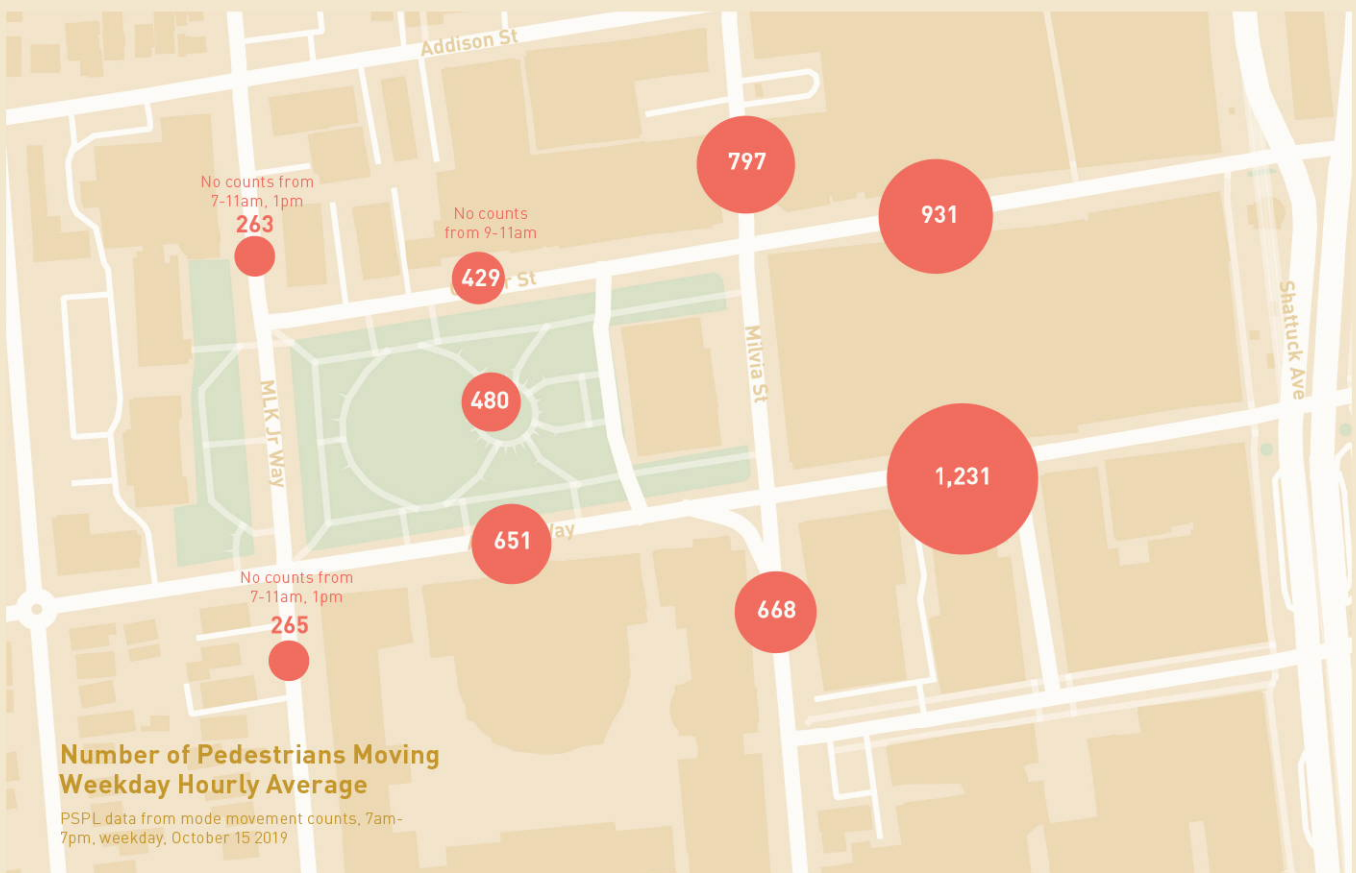 Addison St
No counts from
7-11am, 1pm
263
797
931
No counts
from 9-11am
429
St
Milvia St
Shattuck Ave
MLK Jr Way
480
1,231
651
668
No counts from
7-11am, 1pm
265
Number of Pedestrians Moving
Weekday Hourly Average
PSPL data from mode movement counts, 7am-
7pm, weekday, October 15 2019